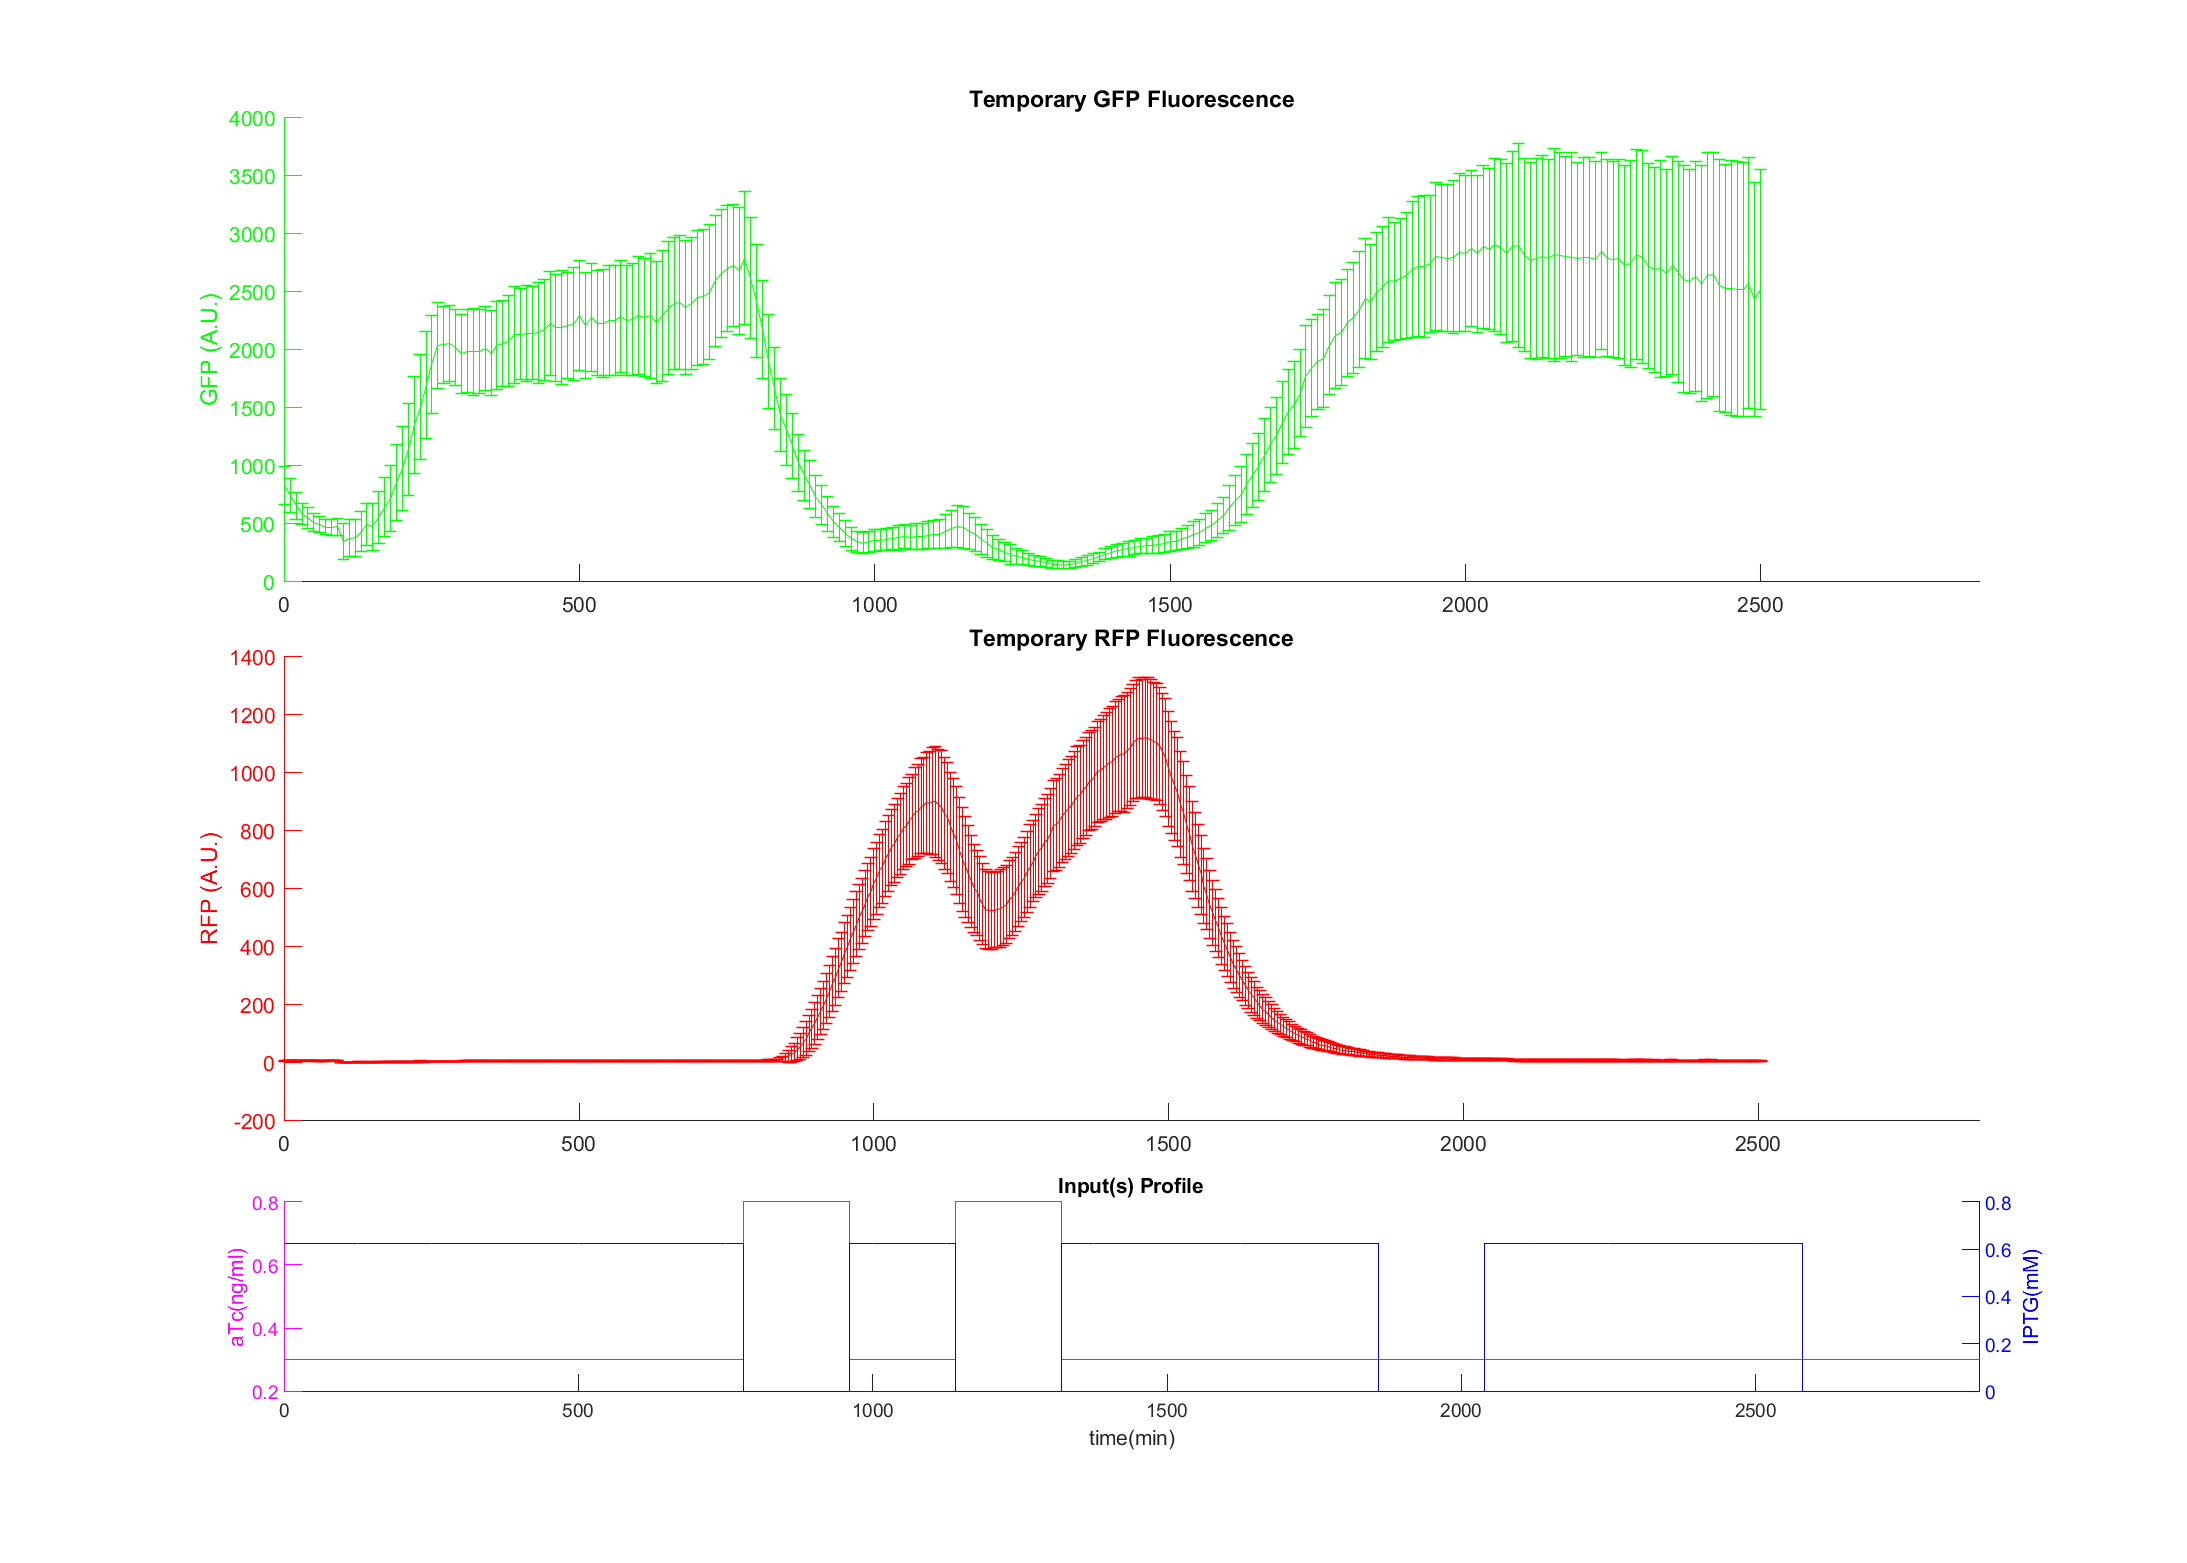 Temporary GFP Fluorescence
4000
3500
3000
2500
2000
1500
1000
500
0
GFP (A.U.)
0 500 1000 1500 2000 2500
Temporary RFP Fluorescence
1400
1200
1000
800
600
400
200
0
-200
RFP (A.U.)
0 500 1000 1500 2000 2500
Input(s) Profile
0.8
0.6
0.4
0.2
aTc(ng/ml)
0.8
0.6
0.4
0.2
0
IPTG(mM)
0 500 1000 1500 2000 2500
time(min)